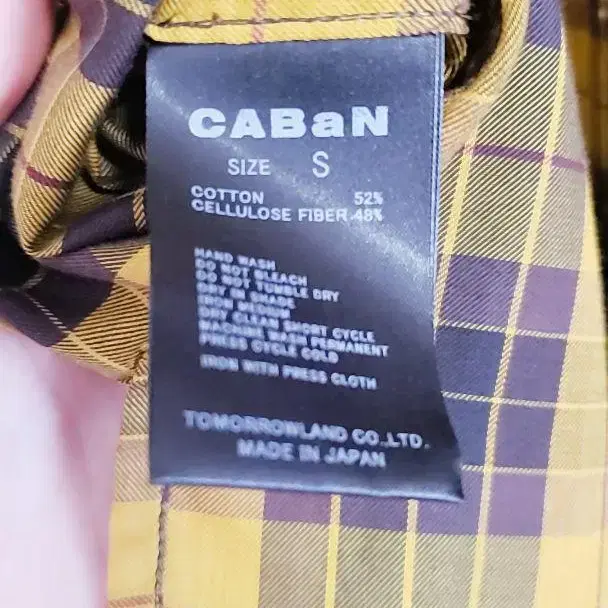 CABaN
SIZE S
COTTON 52%
CELLULOSE FIBER 48%
HAND WASH
DO NOT BLEACH
DO NOT TUMBLE DRY
DRY IN SHADE
IRON MEDIUM
DRY CLEAN SHORT CYCLE
MACHINE WASH PERMANENT
PRESS CYCLE COLD
IRON WITH PRESS CLOTH
TOMORROWLAND CO.,LTD.
MADE IN JAPAN